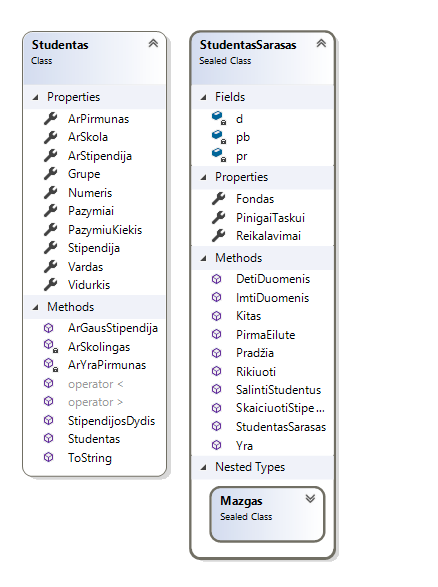 Studentas
Class
Properties
ArPirmunas
ArSkola
ArStipendija
Grupe
Numeris
Pazymiai
PazymiuKiekis
Stipendija
Vardas
Vidurkis
Methods
ArGausStipendija
ArSkolingas
ArYraPirmunas
operator <
operator >
StipendijosDydis
Studentas
ToString
StudentasSarasas
Sealed Class
Fields
d
pb
pr
Properties
Fondas
PinigaiTaskui
Reikalavimai
Methods
DetiDuomenis
ImtiDuomenis
Kitas
PirmaEilute
Pradžia
Rikiuoti
SalintiStudentus
SkaiciuotiStipe ...
StudentasSarasas
Yra
Nested Types
Mazgas
Sealed Class